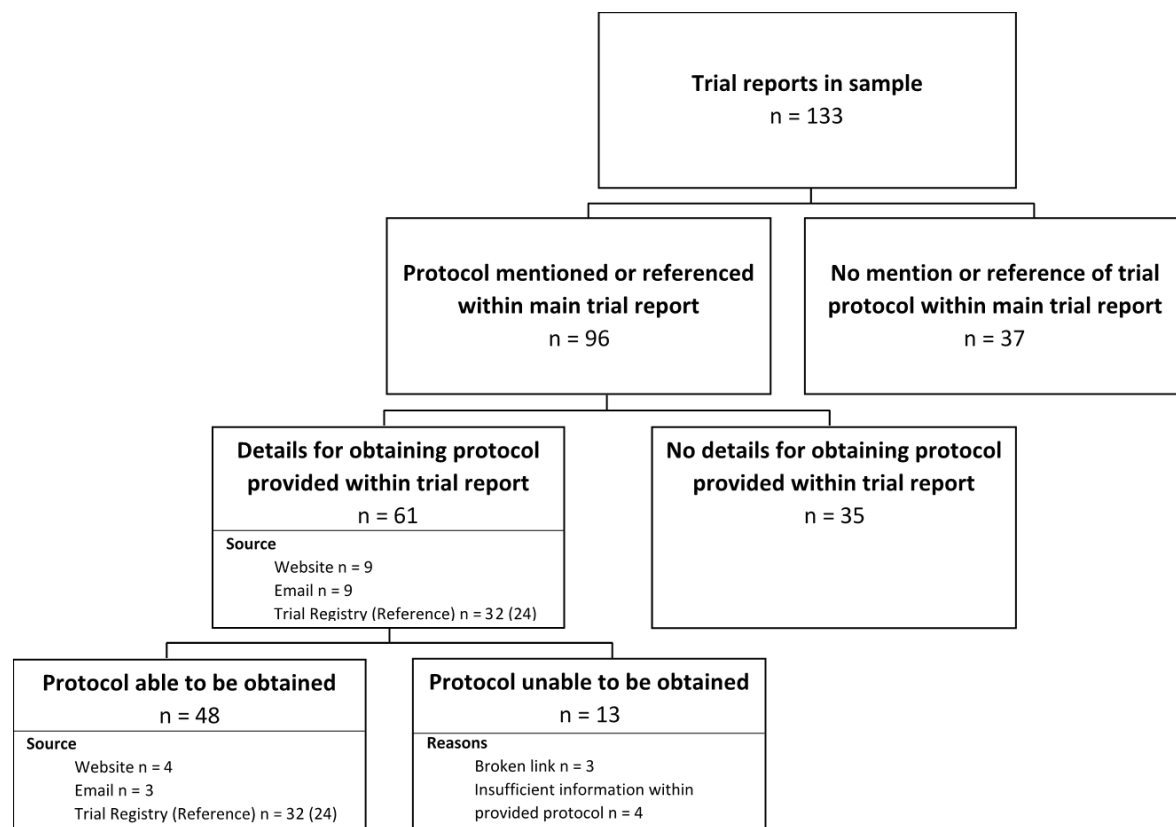 Trial reports in sample
n = 133
Protocol mentioned or referenced
within main trial report
n = 96
No mention or reference of trial
protocol within main trial report
n = 37
Details for obtaining protocol
provided within trial report
n = 61
Source
Website n = 9
Email n = 9
Trial Registry (Reference) n = 32 (24)
No details for obtaining protocol
provided within trial report
n = 35
Protocol able to be obtained
n = 48
Source
Website n = 4
Email n = 3
Trial Registry (Reference) n = 32 (24)
Protocol unable to be obtained
n = 13
Reasons
Broken link n = 3
Insufficient information within
provided protocol n = 4